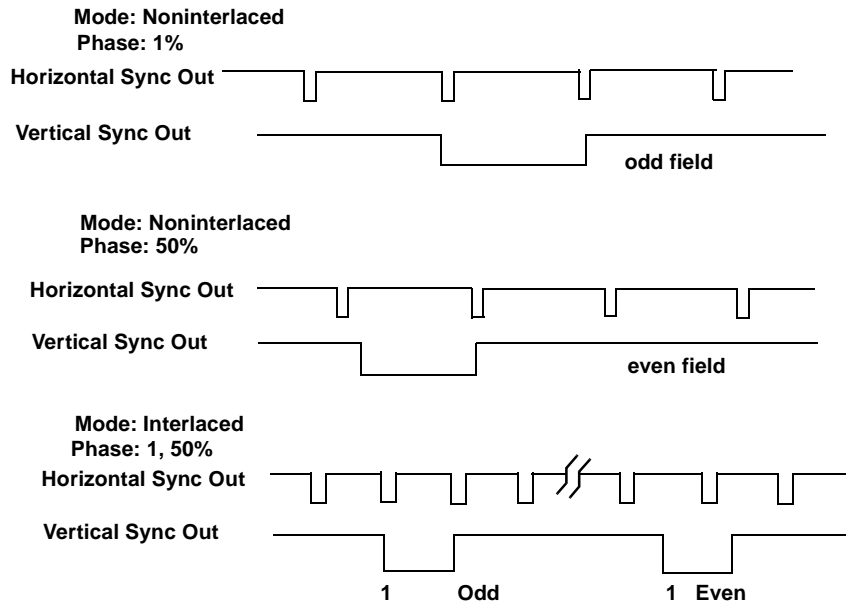 Mode: Noninterlaced
Phase: 1%
Horizontal Sync Out
Vertical Sync Out
odd field
Mode: Noninterlaced
Phase: 50%
Horizontal Sync Out
Vertical Sync Out
even field
Mode: Interlaced
Phase: 1, 50%
Horizontal Sync Out
Vertical Sync Out
1 Odd 1 Even